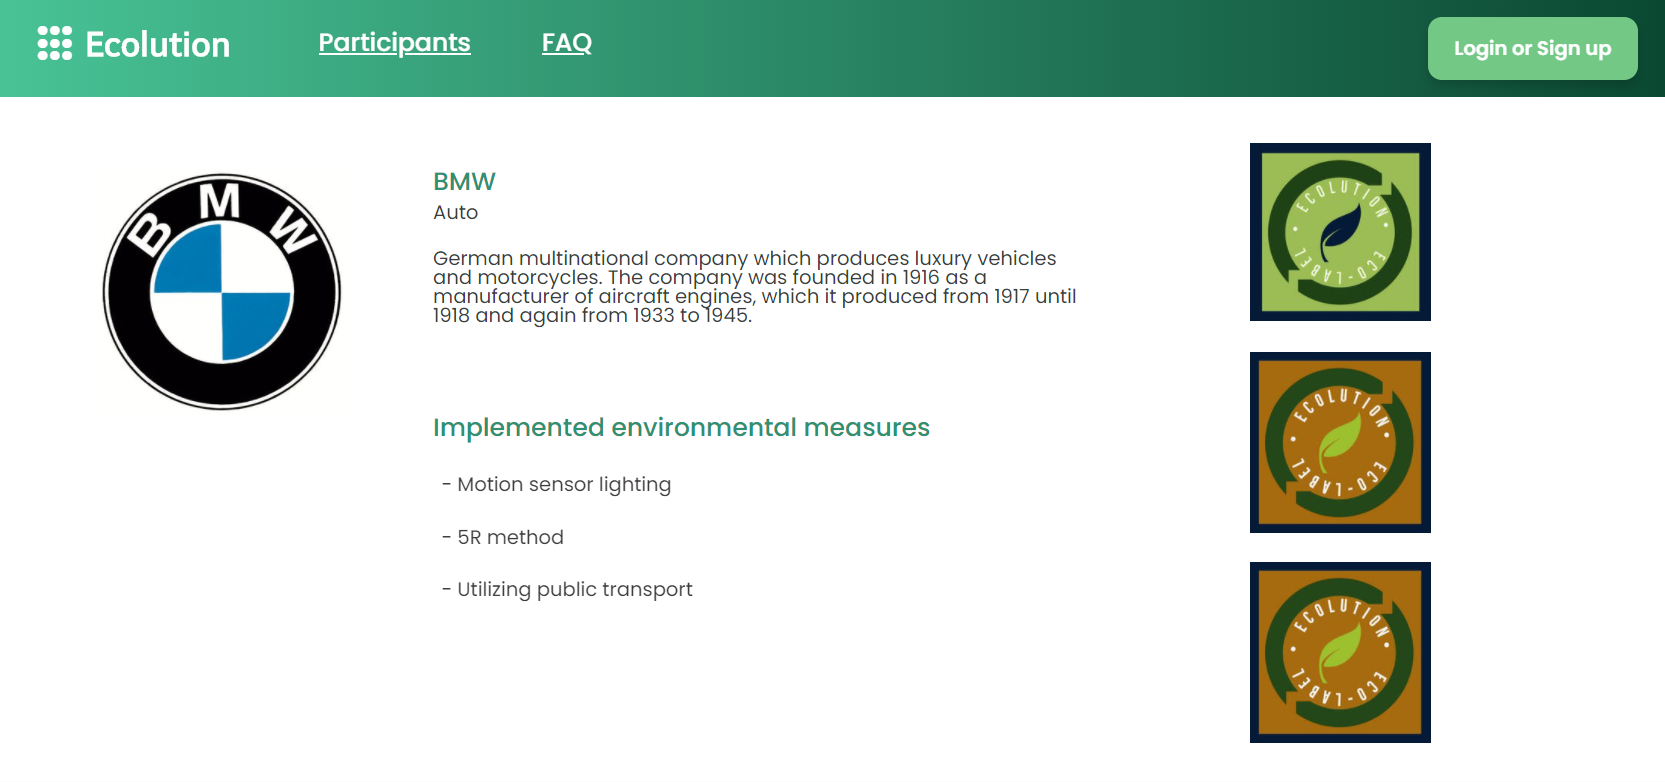 Ecolution
Participants
FAQ
Login or Sign up
BMW
BMW
Auto
German multinational company which produces luxury vehicles
and motorcycles. The company was founded in 1916 as a
manufacturer of aircraft engines, which it produced from 1917 until
1918 and again from 1933 to 1945.
Implemented environmental measures
- Motion sensor lighting
- 5R method
- Utilizing public transport
ECOLUTION
ECO-LABEL
ECOLUTION
ECO-LABEL
ECOLUTION
ECO-LABEL